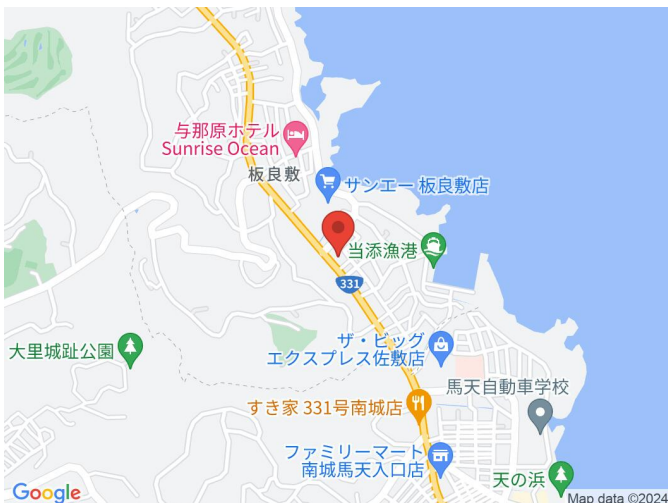 与那原ホテル
Sunrise Ocean
板良敷
サンエー 板良敷店
当添漁港
331
ザ・ビッグ
エクスプレス佐敷店
大里城趾公園
馬天自動車学校
すき家 331号南城店
ファミリーマート
南城馬天入口店
天の浜
Google
Map data ©2024